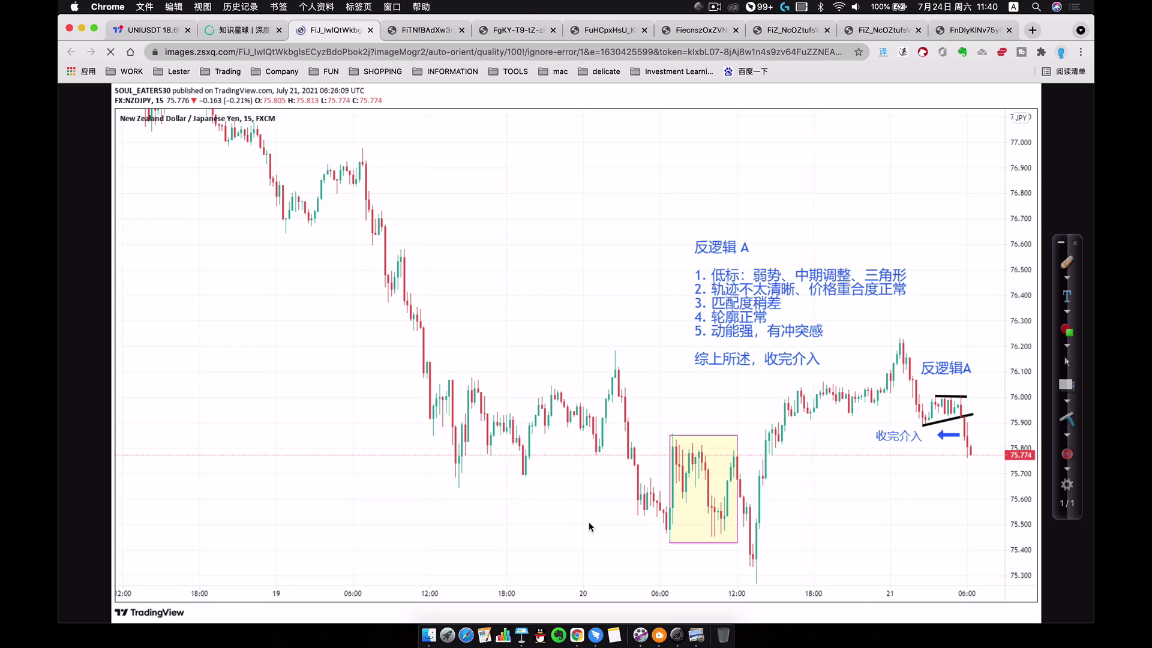 Chrome 文件 修改 视图 历史记录 书签 个人资料 标签页 窗口 帮助 99+ 100% 7月24日 周六 11:40
UNIUSDT 18.6 知识星球 | 深度 FiJ_IwIQtWkbg FiTNfBAdXw3 FgKY-T9-tZ-z FuHCpxHsU_K FieonszOxZVN FiZ_NcOZtufsV FiZ_NcOZtufsV FnDlyKiNv76yF
images.zsxq.com/FiJ_IwIQtWkbgIsECyzBdoPbok2j?imageMogr2/auto-orient/quality/100!/ignore-error/1&e=1630425599&token=kIxbL07-8jAj8w1n4s9zv64FuZZNEA...
应用 WORK Lester Trading Company FUN SHOPPING INFORMATION TOOLS mac delicate Investment Learni... 百度一下 阅读清单
SOUL_EATER530 published on TradingView.com, July 21, 2021 06:26:09 UTC
FX:NZDJPY, 15 75.776 ▼ −0.163 (−0.21%) O:75.805 H:75.813 L:75.774 C:75.774
New Zealand Dollar / Japanese Yen, 15, FXCM
JPY
77.000
76.900
76.800
76.700
76.600
76.500
76.400
76.300
76.200
76.100
76.000
75.900
75.800
75.774
75.700
75.600
75.500
75.400
75.300
反逻辑 A
1. 低标：弱势、中期调整、三角形
2. 轨迹不太清晰、价格重合度正常
3. 匹配度稍差
4. 轮廓正常
5. 动能强，有冲突感
综上所述，收完介入
反逻辑A
收完介入
1/1
12:00 18:00 19 06:00 12:00 18:00 20 06:00 12:00 18:00 21 06:00
TradingView